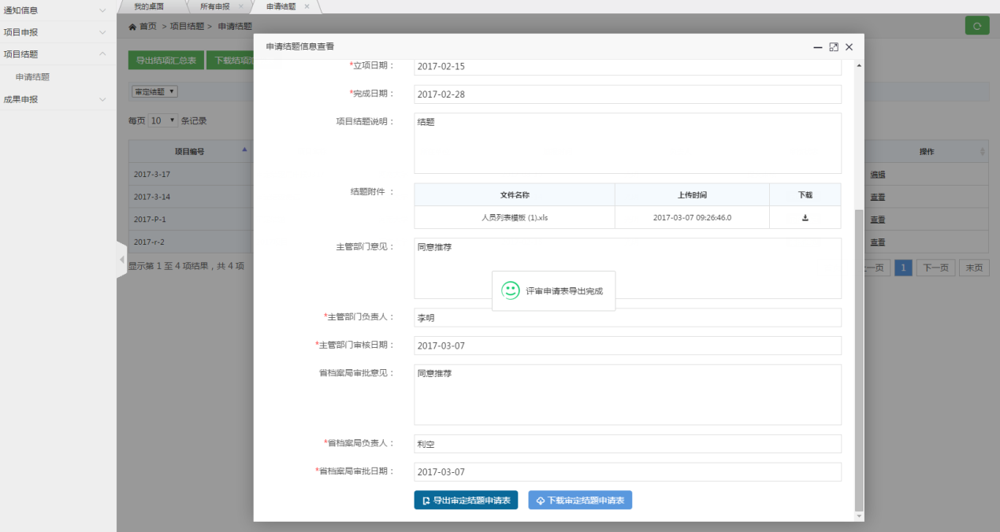 通知信息
项目申报
项目结题
申请结题
成果申报
我的桌面 所有申报 × 申请结题 ×
首页 > 项目结题 > 申请结题
导出结项汇总表 下载结项
审定结题
每页 10 条记录
项目编号 操作
2017-3-17 编辑
2017-3-14 查看
2017-P-1 查看
2017-r-2 查看
显示第 1 至 4 项结果，共 4 项
一页 1 下一页 末页
申请结题信息查看
*立项日期： 2017-02-15
*完成日期： 2017-02-28
项目结题说明： 结题
结题附件 ： 文件名称 上传时间 下载
人员列表模板 (1).xls 2017-03-07 09:26:46.0
主管部门意见： 同意推荐
评审申请表导出完成
*主管部门负责人： 李明
*主管部门审核日期： 2017-03-07
省档案局审批意见： 同意推荐
*省档案局负责人： 利空
*省档案局审批日期： 2017-03-07
导出审定结题申请表 下载审定结题申请表